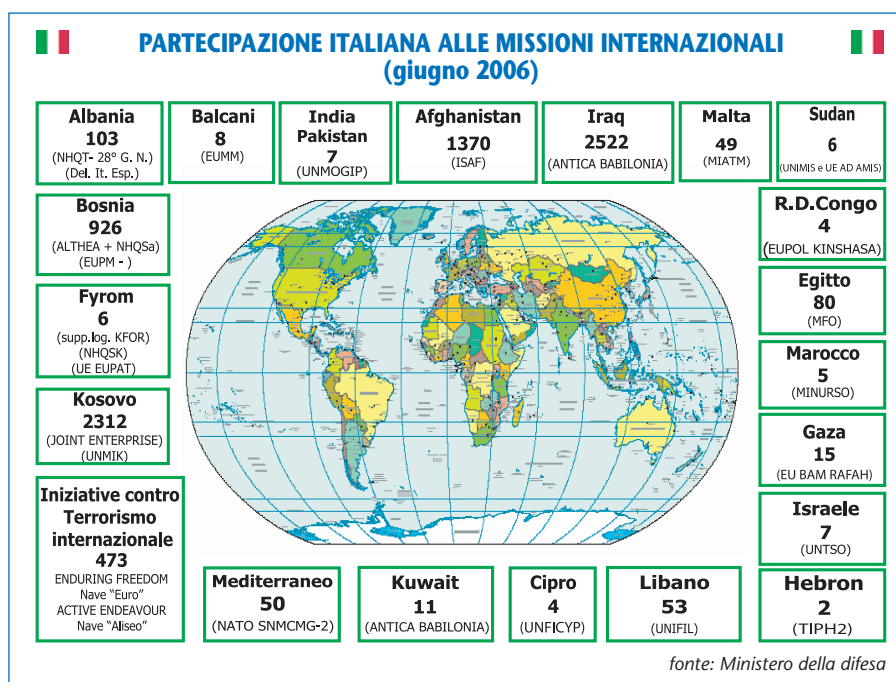 PARTECIPAZIONE ITALIANA ALLE MISSIONI INTERNAZIONALI
(giugno 2006)
Albania
103
(NHQT- 28° G. N.)
(Del. It. Esp.)
Balcani
8
(EUMM)
India
Pakistan
7
(UNMOGIP)
Afghanistan
1370
(ISAF)
Iraq
2522
(ANTICA BABILONIA)
Malta
49
(MIATM)
Sudan
6
(UNIMIS e UE AD AMIS)
Bosnia
926
(ALTHEA + NHQSa)
(EUPM - )
R.D.Congo
4
(EUPOL KINSHASA)
Fyrom
6
(supp.log. KFOR)
(NHQSK)
(UE EUPAT)
Egitto
80
(MFO)
Marocco
5
(MINURSO)
Kosovo
2312
(JOINT ENTERPRISE)
(UNMIK)
Gaza
15
(EU BAM RAFAH)
Iniziative contro
Terrorismo
internazionale
473
ENDURING FREEDOM
Nave “Euro”
ACTIVE ENDEAVOUR
Nave “Aliseo”
Israele
7
(UNTSO)
Mediterraneo
50
(NATO SNMCMG-2)
Kuwait
11
(ANTICA BABILONIA)
Cipro
4
(UNFICYP)
Libano
53
(UNIFIL)
Hebron
2
(TIPH2)
fonte: Ministero della difesa